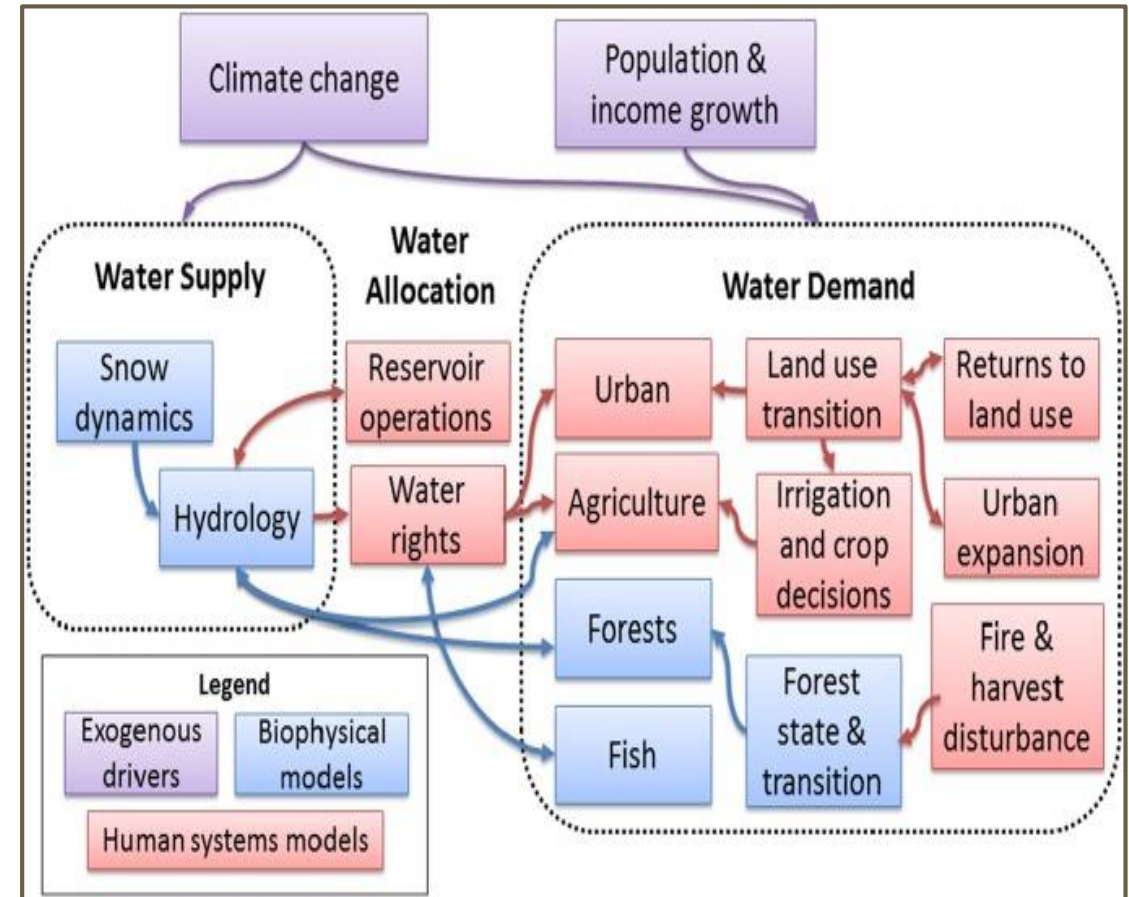 Climate change
Population &
income growth
Water Supply
Water
Allocation
Water Demand
Snow
dynamics
Hydrology
Reservoir
operations
Water
rights
Urban
Land use
transition
Returns to
land use
Agriculture
Irrigation
and crop
decisions
Urban
expansion
Forests
Fish
Forest
state &
transition
Fire &
harvest
disturbance
Legend
Exogenous
drivers
Biophysical
models
Human systems models